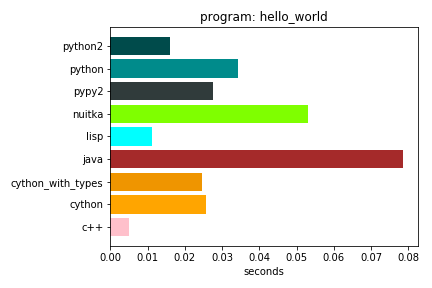 program: hello_world
python2
python
pypy2
nuitka
lisp
java
cython_with_types
cython
c++
0.00 0.01 0.02 0.03 0.04 0.05 0.06 0.07 0.08
seconds